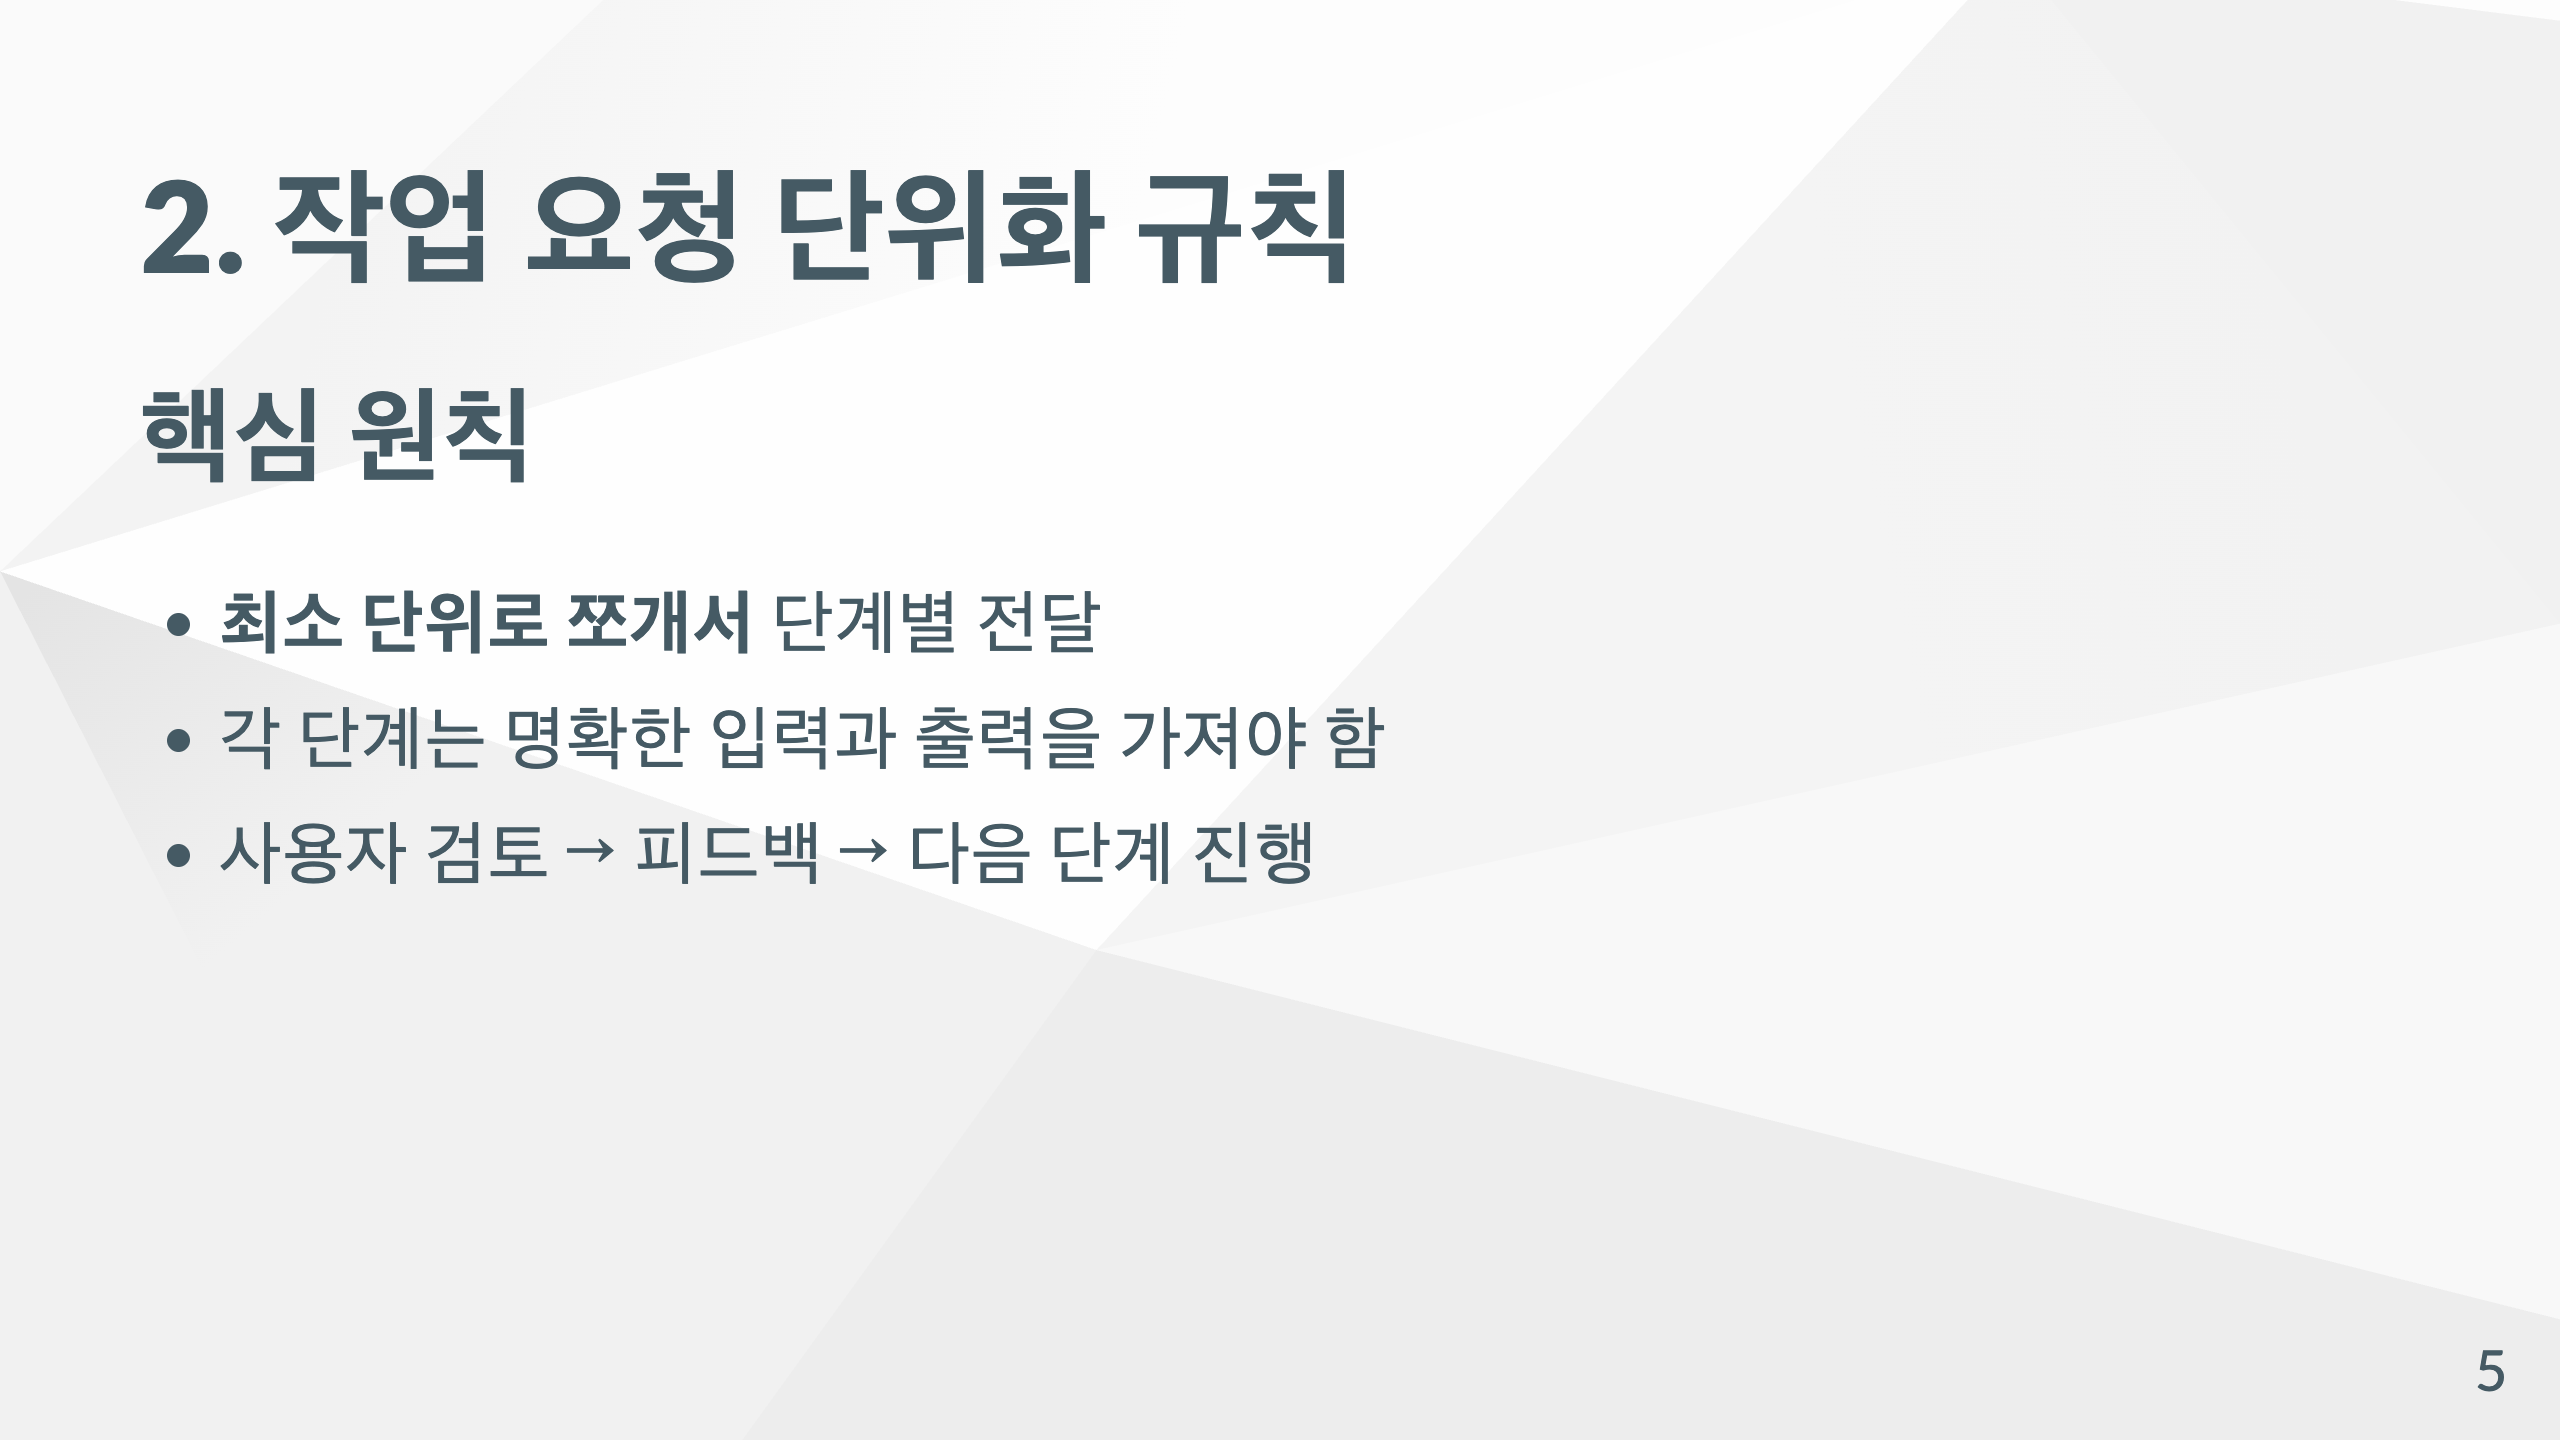 2. 작업 요청 단위화 규칙
핵심 원칙
• 최소 단위로 쪼개서 단계별 전달
• 각 단계는 명확한 입력과 출력을 가져야 함
• 사용자 검토 → 피드백 → 다음 단계 진행
5